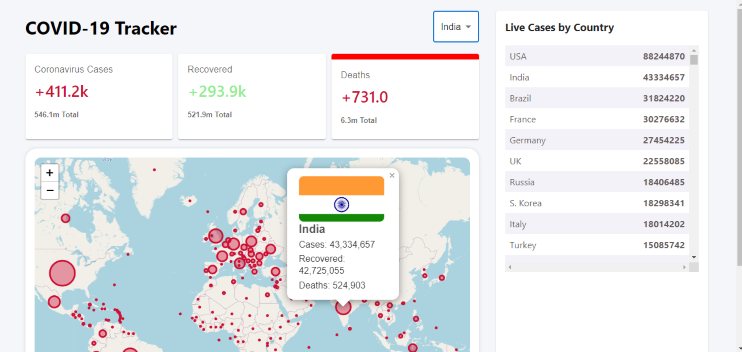 COVID-19 Tracker
India
Coronavirus Cases
+411.2k
546.1m Total
Recovered
+293.9k
521.9m Total
Deaths
+731.0
6.3m Total
+
−
×
India
Cases: 43,334,657
Recovered:
42,725,055
Deaths: 524,903
Live Cases by Country
USA 88244870
India 43334657
Brazil 31824220
France 30276632
Germany 27454225
UK 22558085
Russia 18406485
S. Korea 18298341
Italy 18014202
Turkey 15085742